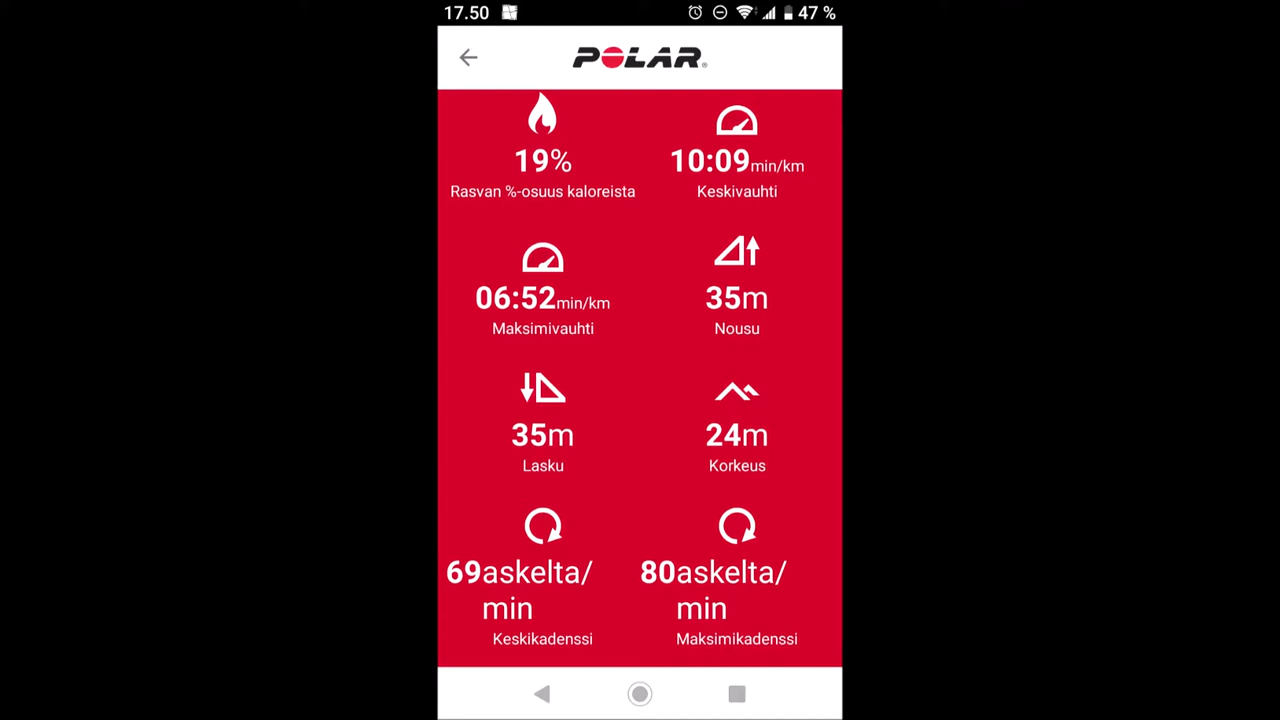 17.50 47 %
POLAR
19% 10:09min/km
Rasvan %-osuus kaloreista Keskivauhti
06:52min/km 35m
Maksimivauhti Nousu
35m 24m
Lasku Korkeus
69askelta/ 80askelta/
min min
Keskikadenssi Maksimikadenssi